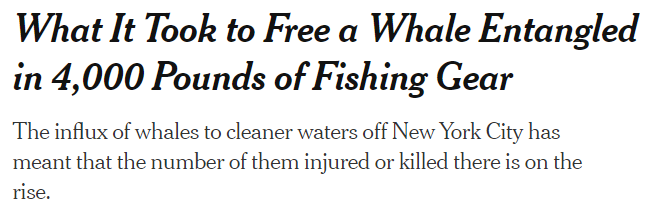 What It Took to Free a Whale Entangled
in 4,000 Pounds of Fishing Gear
The influx of whales to cleaner waters off New York City has
meant that the number of them injured or killed there is on the
rise.